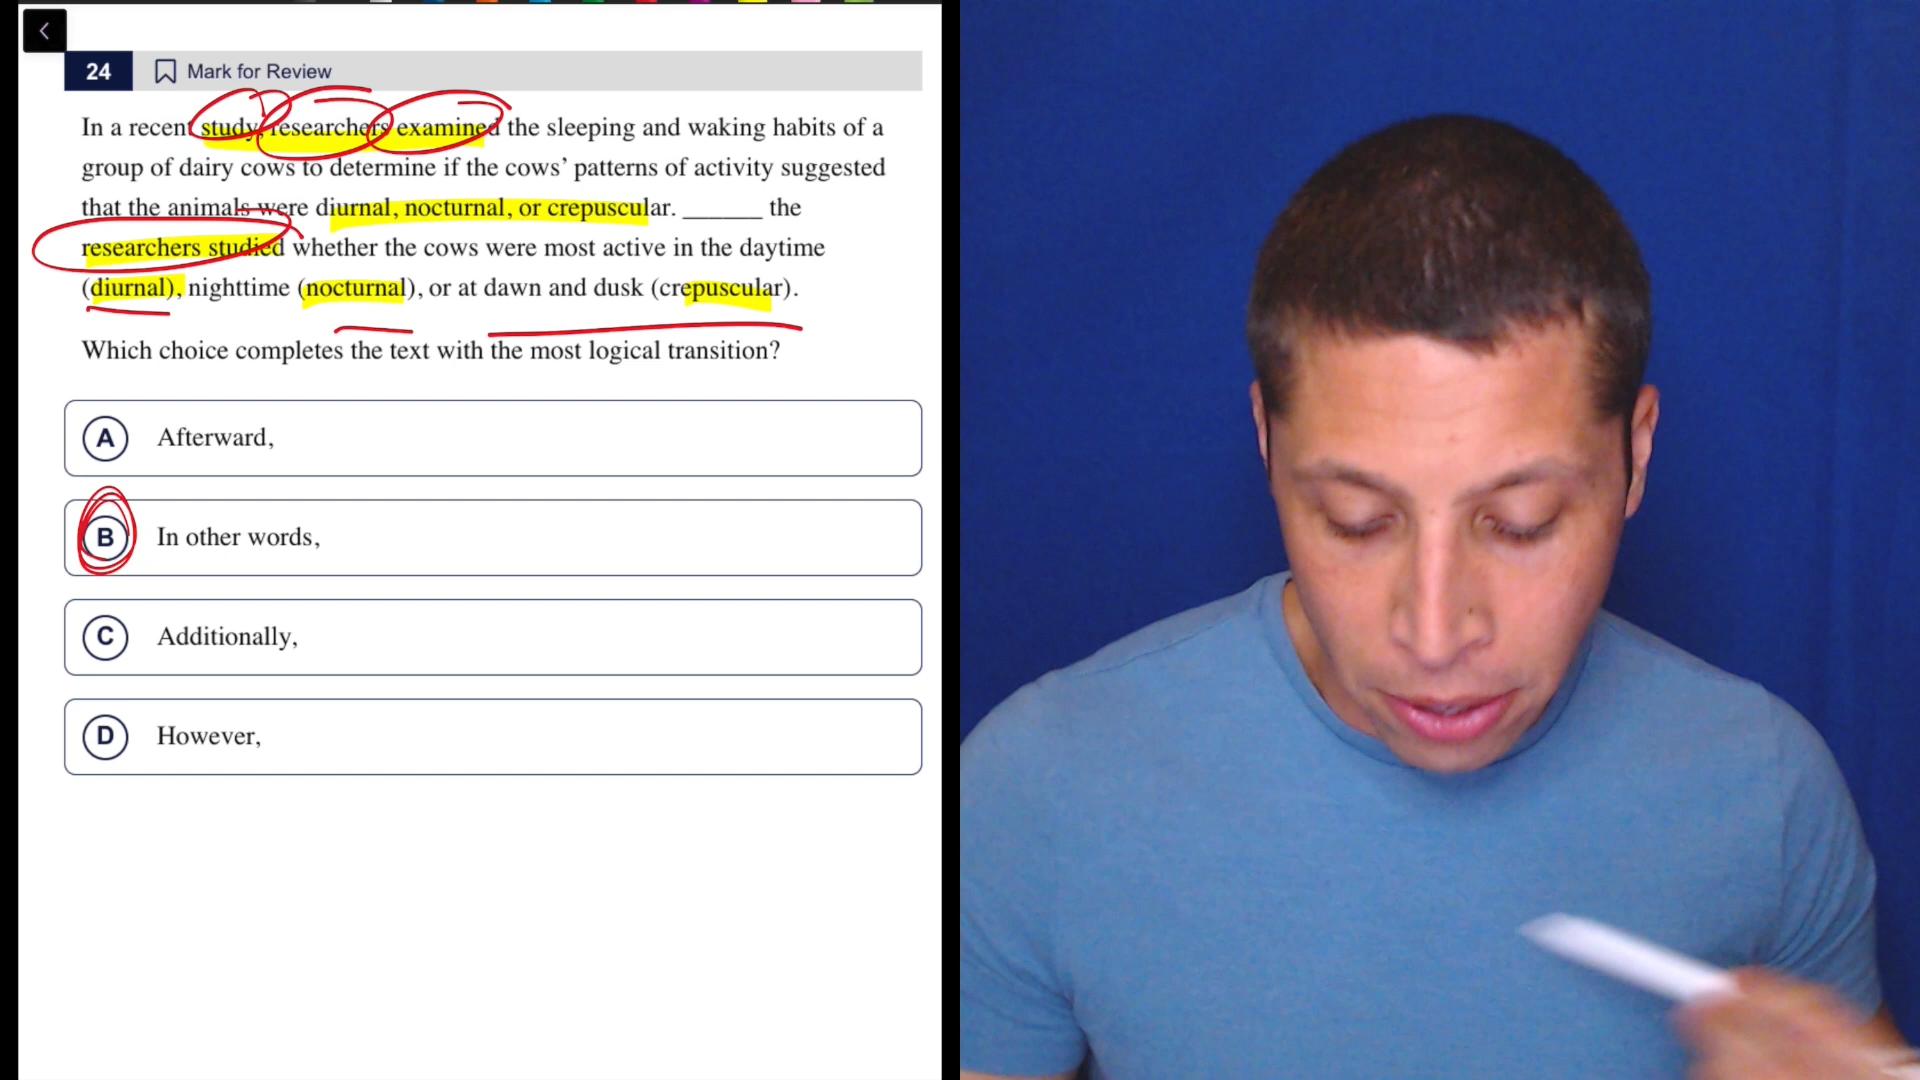 24 Mark for Review
In a recent study, researchers examined the sleeping and waking habits of a
group of dairy cows to determine if the cows’ patterns of activity suggested
that the animals were diurnal, nocturnal, or crepuscular. ______ the
researchers studied whether the cows were most active in the daytime
(diurnal), nighttime (nocturnal), or at dawn and dusk (crepuscular).
Which choice completes the text with the most logical transition?
A Afterward,
B In other words,
C Additionally,
D However,